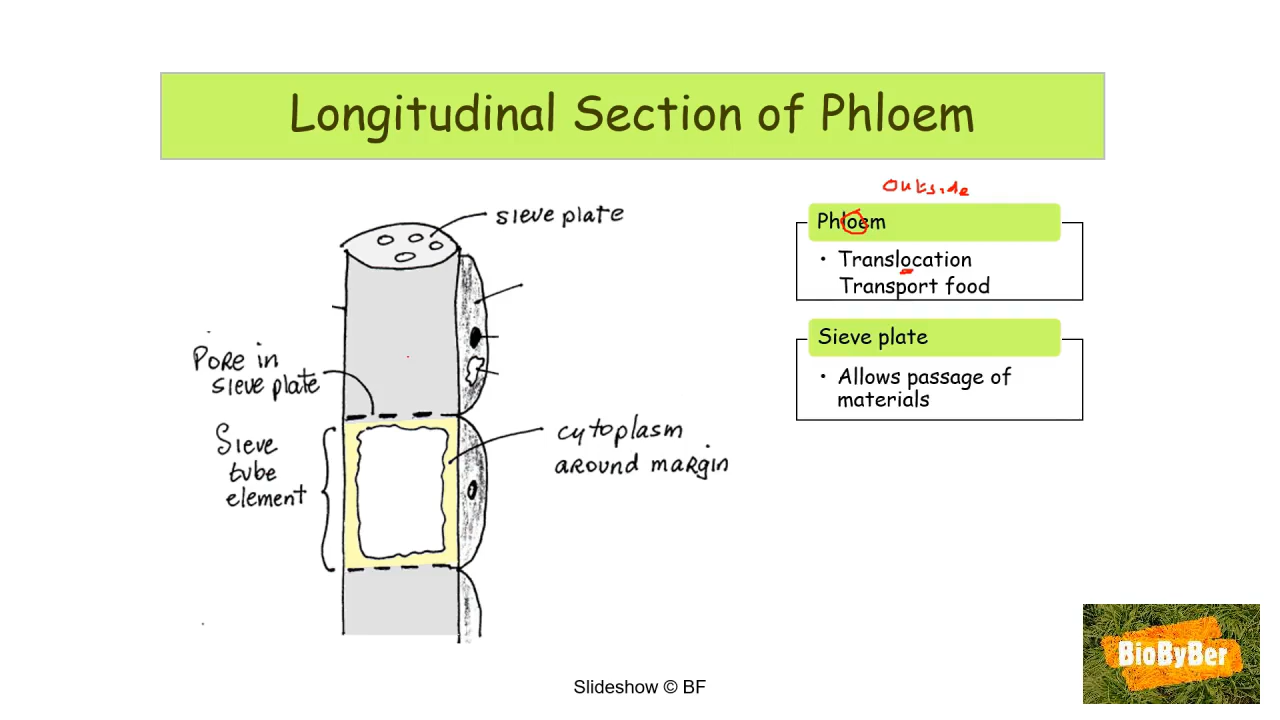 Longitudinal Section of Phloem
sieve plate
Pore in
sieve plate
Sieve
tube
element
cytoplasm
around margin
outside
Phloem
• Translocation
Transport food
Sieve plate
• Allows passage of
materials
BioByBer
Slideshow © BF